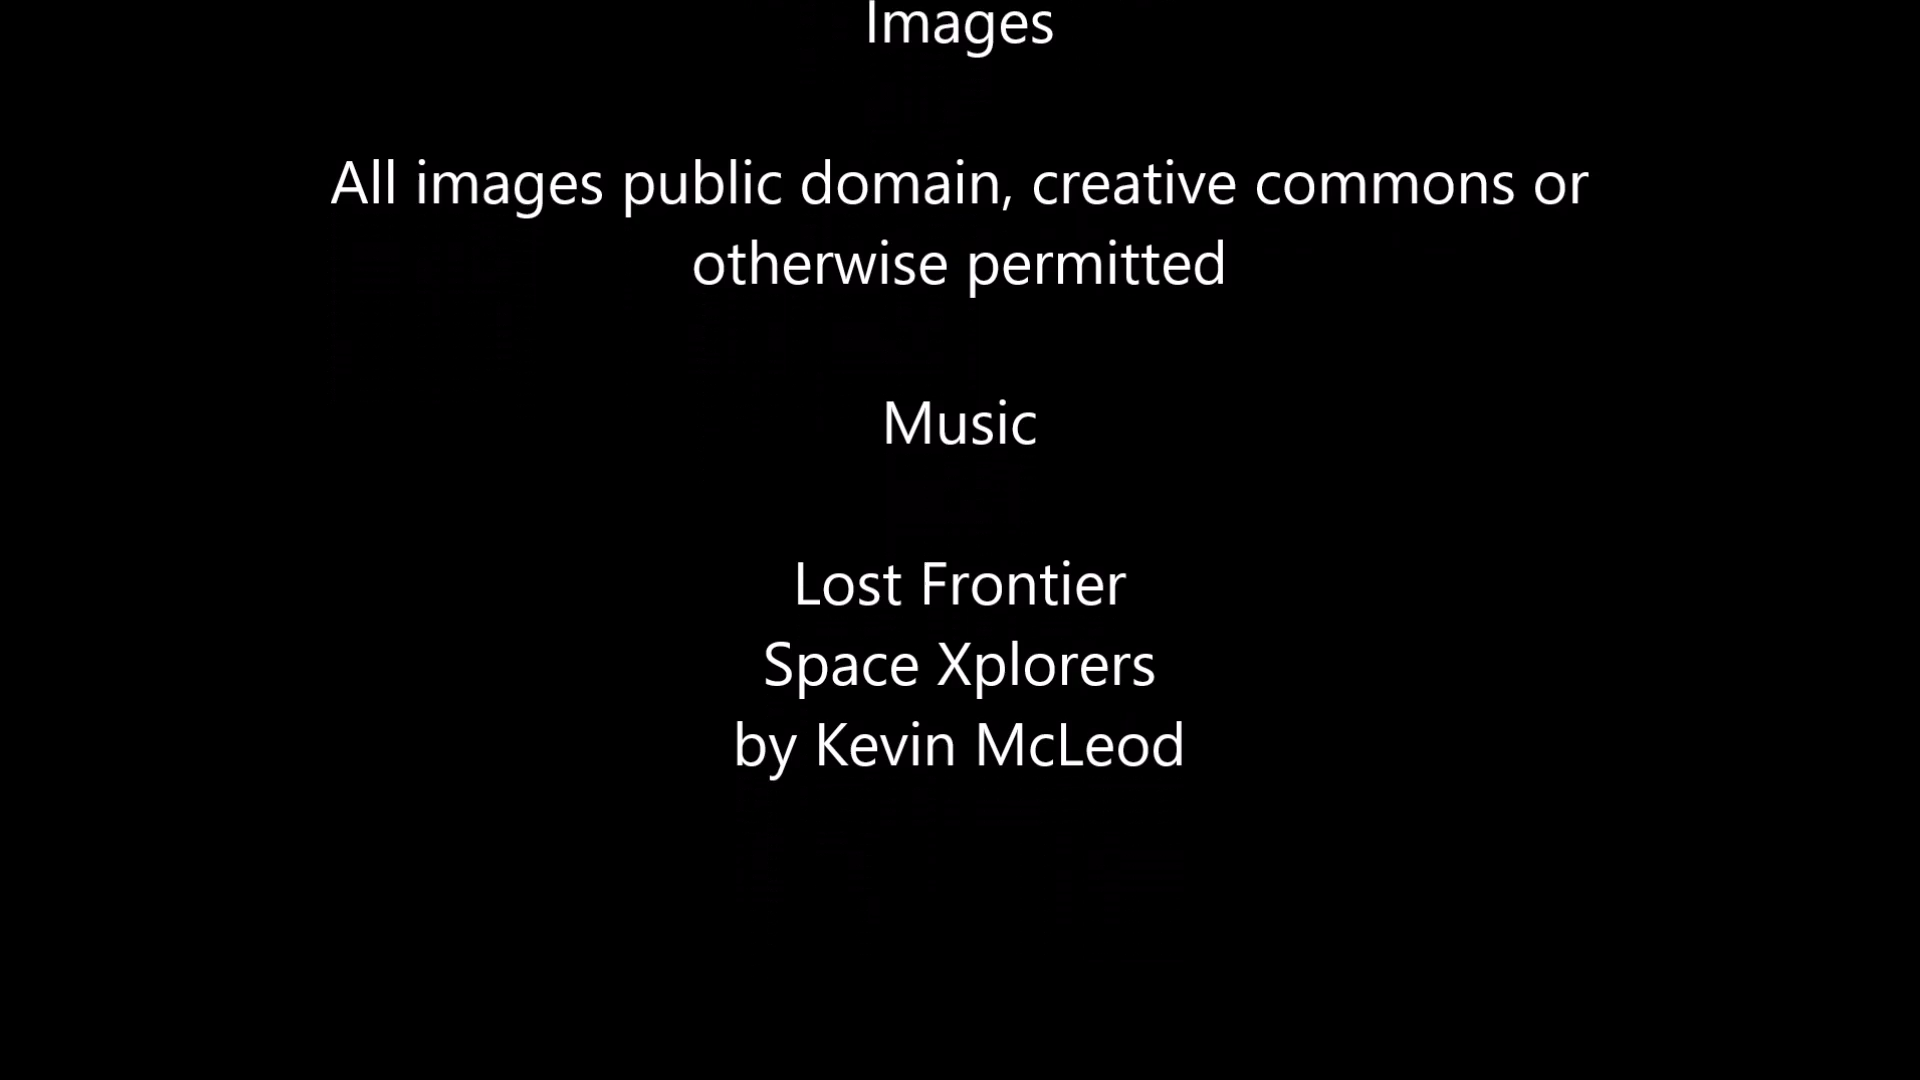 Images
All images public domain, creative commons or
otherwise permitted
Music
Lost Frontier
Space Xplorers
by Kevin McLeod